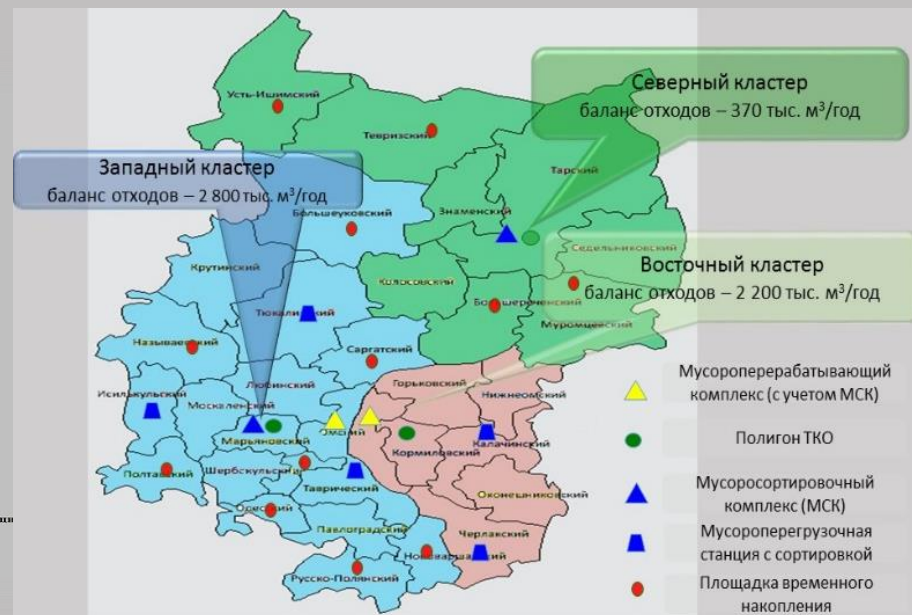 Северный кластер
баланс отходов – 370 тыс. м³/год
Западный кластер
баланс отходов – 2 800 тыс. м³/год
Восточный кластер
баланс отходов – 2 200 тыс. м³/год
Усть-Ишимский
Тевризский
Тарский
Знаменский
Седельниковский
Большеуковский
Колосовский
Большереченский
Муромцевский
Крутинский
Тюкалинский
Называевский
Саргатский
Горьковский
Нижнеомский
Исилькульский
Любинский
Москаленский
Марьяновский
Омский
Кормиловский
Калачинский
Полтавский
Шербакульский
Таврический
Оконешниковский
Одесский
Павлоградский
Черлакский
Нововаршавский
Русско-Полянский
Мусороперерабатывающий
комплекс (с учетом МСК)
Полигон ТКО
Мусоросортировочный
комплекс (МСК)
Мусороперегрузочная
станция с сортировкой
Площадка временного
накопления